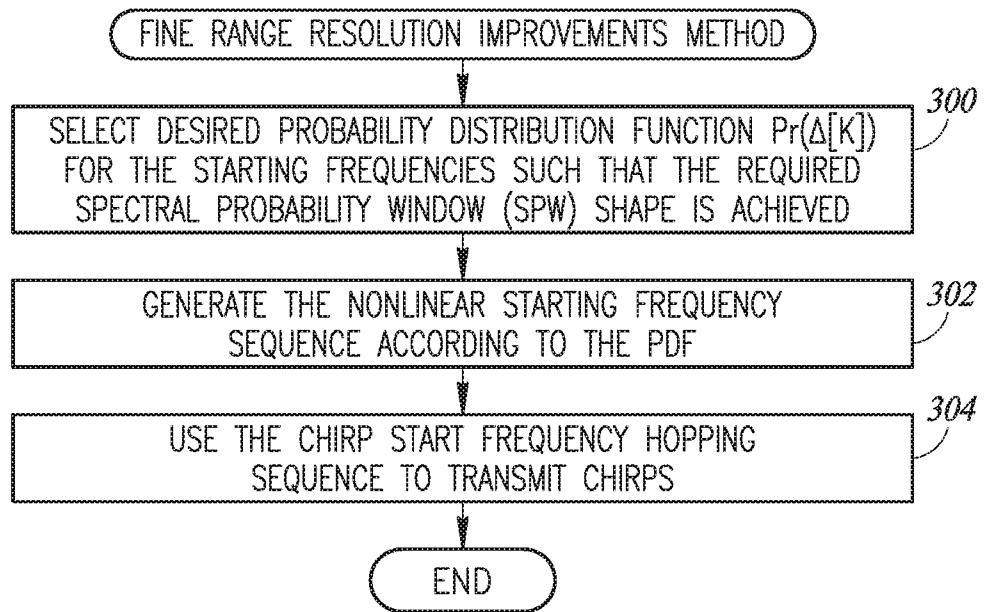 FINE RANGE RESOLUTION IMPROVEMENTS METHOD
300
SELECT DESIRED PROBABILITY DISTRIBUTION FUNCTION Pr(Δ[K])
FOR THE STARTING FREQUENCIES SUCH THAT THE REQUIRED
SPECTRAL PROBABILITY WINDOW (SPW) SHAPE IS ACHIEVED
302
GENERATE THE NONLINEAR STARTING FREQUENCY
SEQUENCE ACCORDING TO THE PDF
304
USE THE CHIRP START FREQUENCY HOPPING
SEQUENCE TO TRANSMIT CHIRPS
END